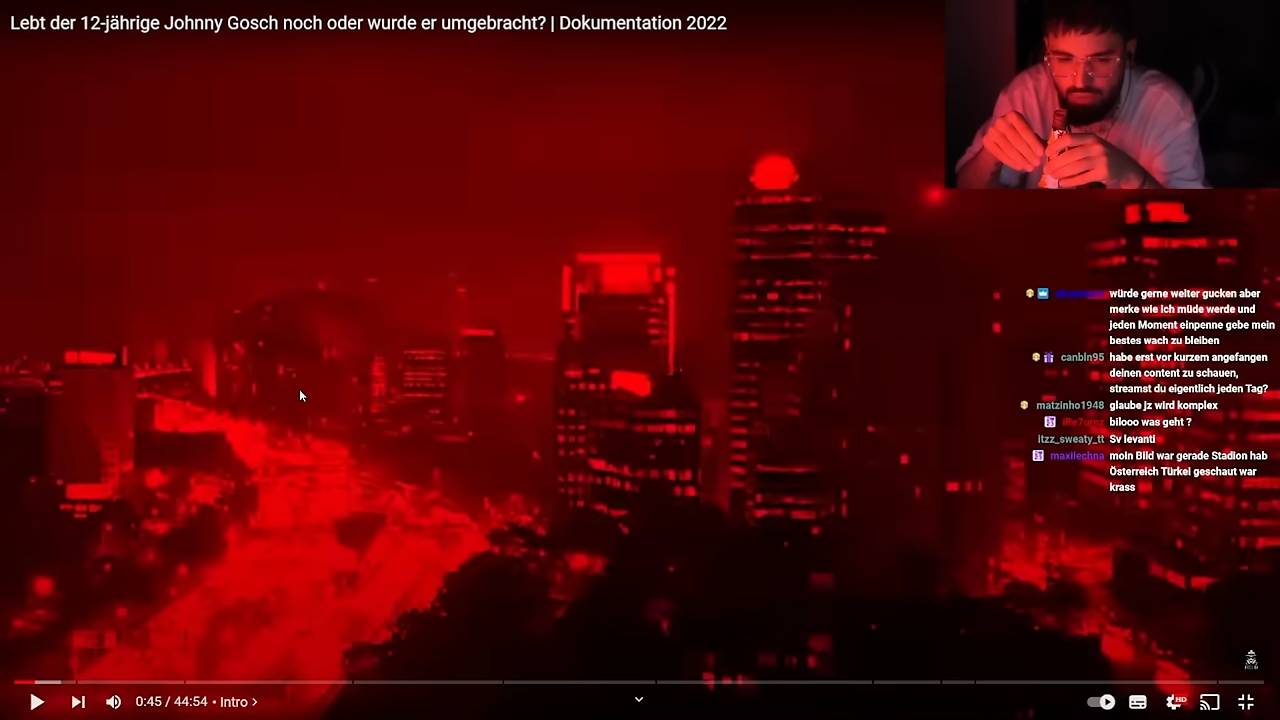 Lebt der 12-jährige Johnny Gosch noch oder wurde er umgebracht? | Dokumentation 2022
würde gerne weiter gucken aber
merke wie ich müde werde und
jeden Moment einpenne gebe mein
bestes wach zu bleiben
canbln95 habe erst vor kurzem angefangen
deinen content zu schauen,
streamst du eigentlich jeden Tag?
matzinho1948 glaube jz wird komplex
bilooo was geht ?
itzz_sweaty_tt Sv levanti
maxilechna moin Bild war gerade Stadion hab
Österreich Türkei geschaut war
krass
0:45 / 44:54 • Intro
HD